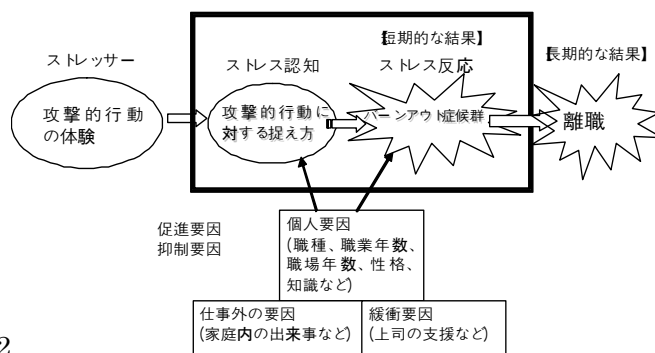 【短期的な結果】
ストレッサー
ストレス認知
ストレス反応
【長期的な結果】
攻撃的行動
の体験
攻撃的行動に
対する捉え方
バーンアウト症候群
離職
促進要因
抑制要因
個人要因
(職種、職業年数、
職場年数、性格、
知識など)
仕事外の要因
(家庭内の出来事など)
緩衝要因
(上司の支援など)
2